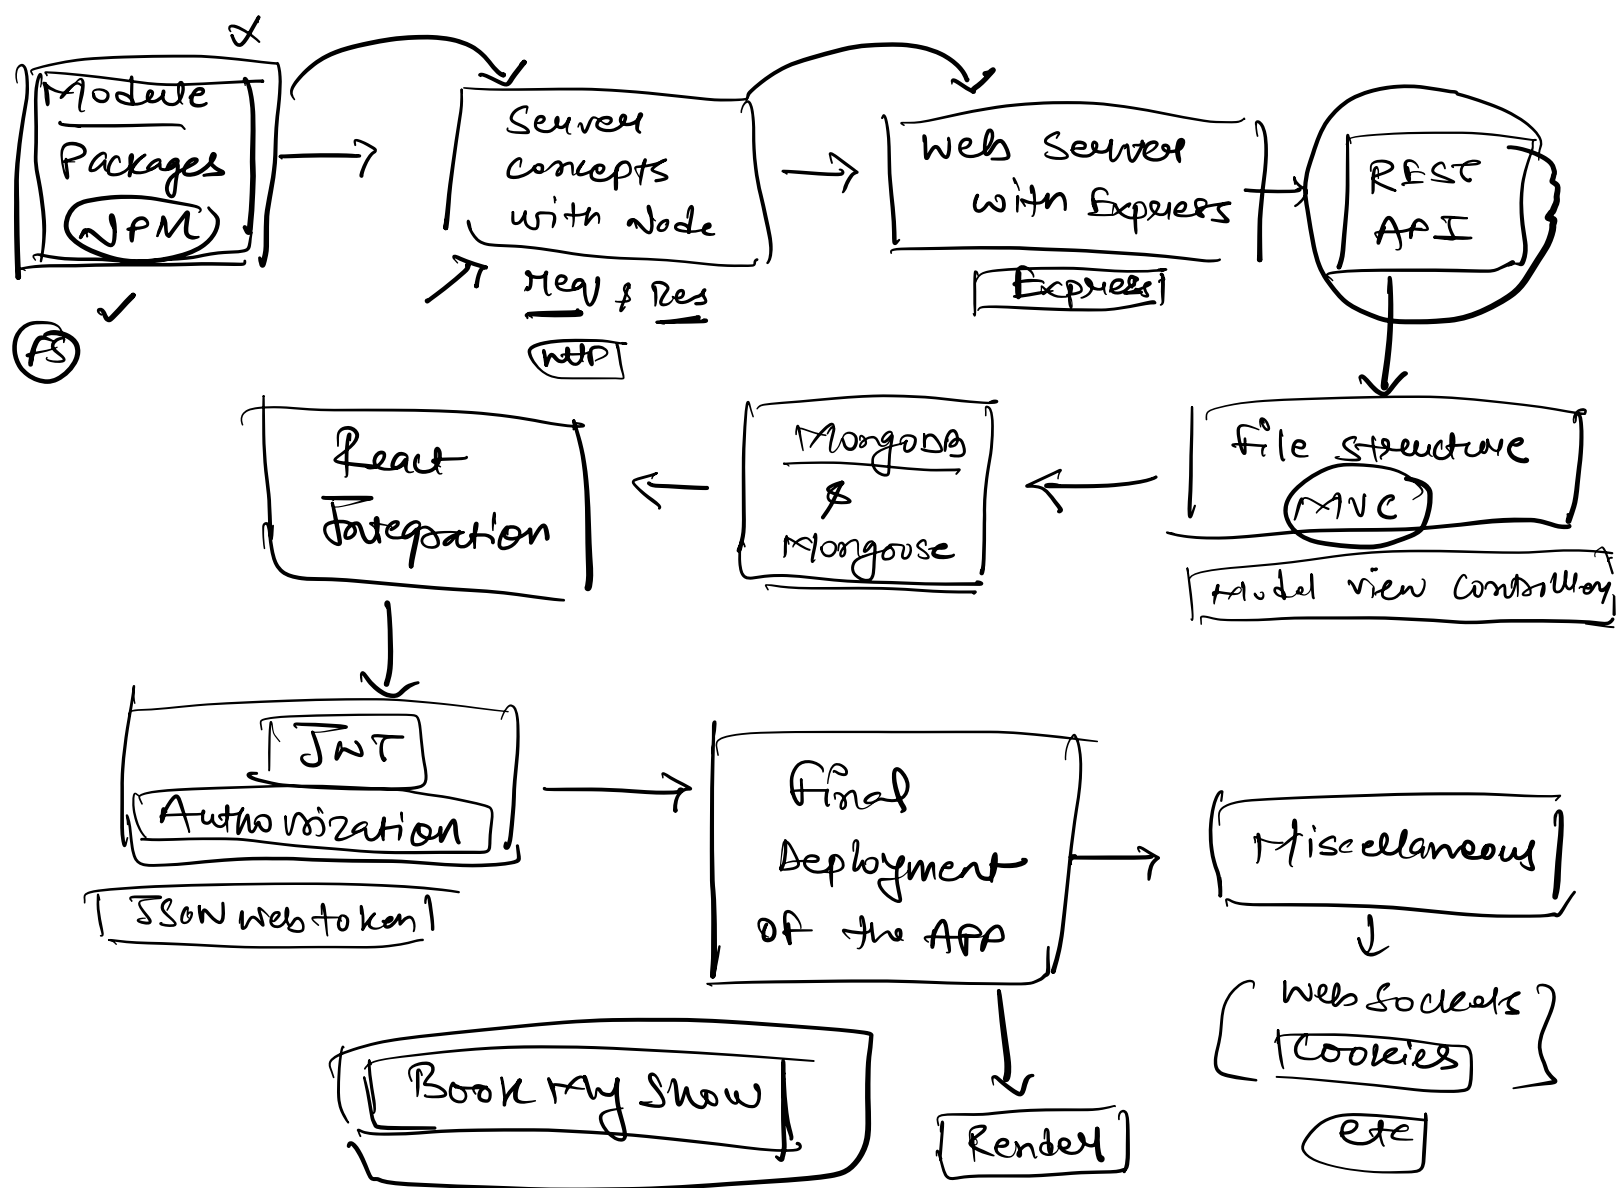 Module
Packages
NPM
FS
Server
concepts
with Node
Req & Res
HTTP
Web Server
with Express
Express
REST
API
File structure
MVC
Model view controller
MongoDB
&
Mongoose
React
Integration
JWT
Authorization
JSON web token
Final
Deployment
of the APP
Render
Miscellaneous
Web Sockets
Cookies
etc
Book My Show